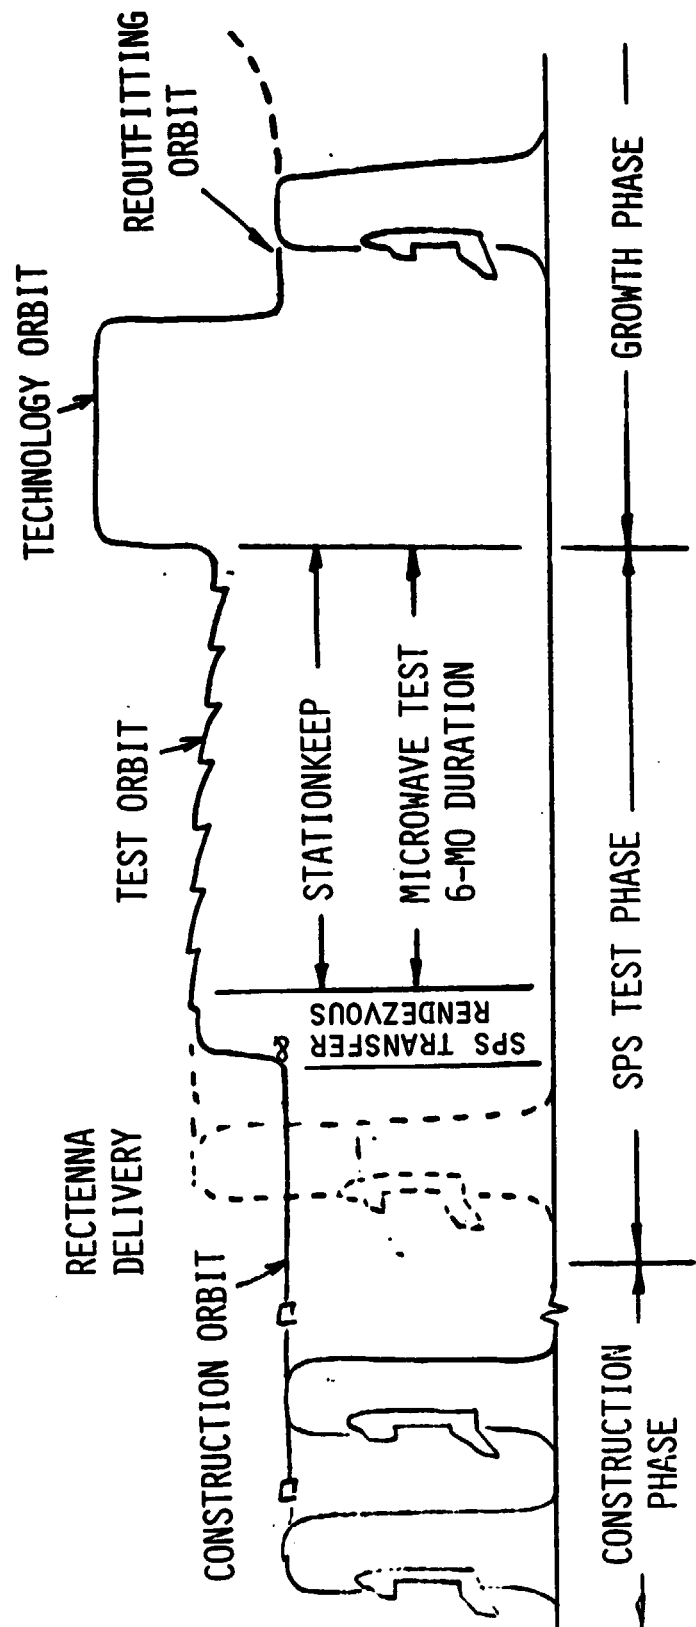 TECHNOLOGY ORBIT
REOUTFITTING
ORBIT
TEST ORBIT
RECTENNA
DELIVERY
CONSTRUCTION ORBIT
STATIONKEEP
MICROWAVE TEST
6-MO DURATION
SPS TRANSFER
RENDEZVOUS
CONSTRUCTION
PHASE
SPS TEST PHASE
GROWTH PHASE